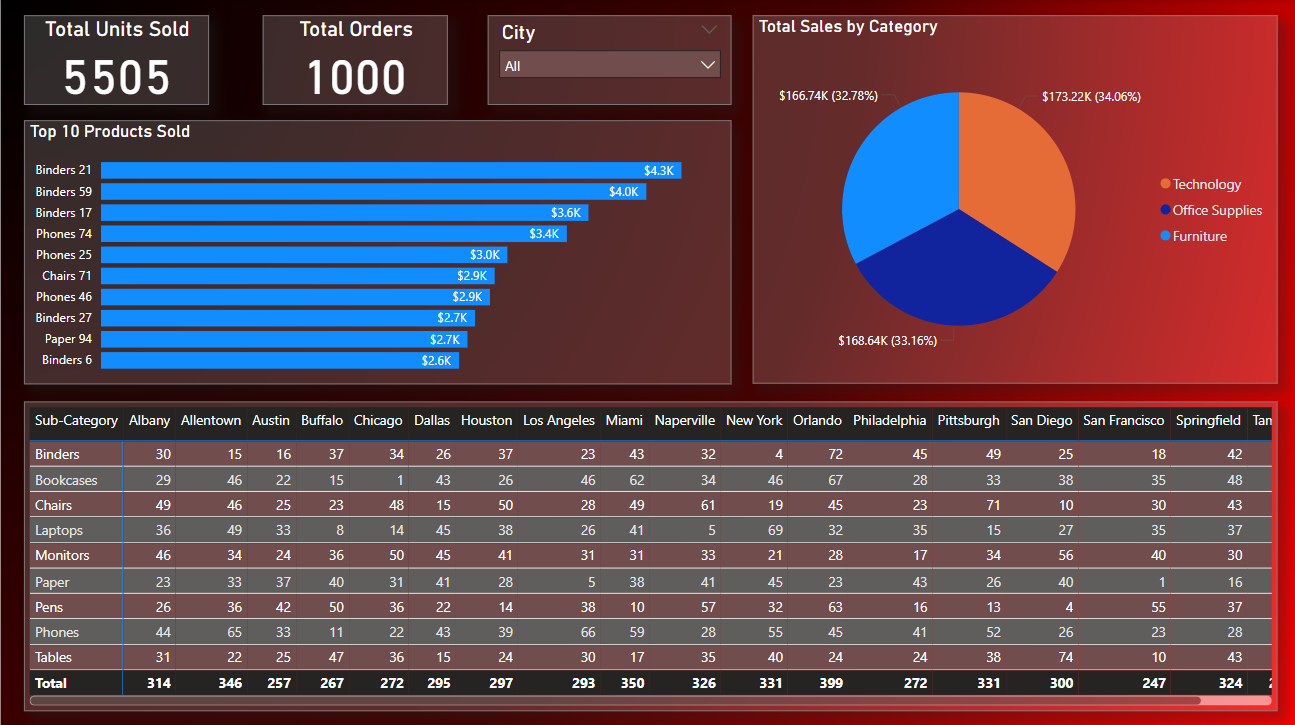 Total Units Sold
5505
Total Orders
1000
City
All
Total Sales by Category
$166.74K (32.78%)
$173.22K (34.06%)
$168.64K (33.16%)
Technology
Office Supplies
Furniture
Top 10 Products Sold
Binders 21 $4.3K
Binders 59 $4.0K
Binders 17 $3.6K
Phones 74 $3.4K
Phones 25 $3.0K
Chairs 71 $2.9K
Phones 46 $2.9K
Binders 27 $2.7K
Paper 94 $2.7K
Binders 6 $2.6K
Sub-Category Albany Allentown Austin Buffalo Chicago Dallas Houston Los Angeles Miami Naperville New York Orlando Philadelphia Pittsburgh San Diego San Francisco Springfield
Binders 30 15 16 37 34 26 37 23 43 32 4 72 45 49 25 18 42
Bookcases 29 46 22 15 1 43 26 46 62 34 46 67 28 33 38 35 48
Chairs 49 46 25 23 48 15 50 28 49 61 19 45 23 71 10 30 43
Laptops 36 49 33 8 14 45 38 26 41 5 69 32 35 15 27 35 37
Monitors 46 34 24 36 50 45 41 31 31 33 21 28 17 34 56 40 30
Paper 23 33 37 40 31 41 28 5 38 41 45 23 43 26 40 1 16
Pens 26 36 42 50 36 22 14 38 10 57 32 63 16 13 4 55 37
Phones 44 65 33 11 22 43 39 66 59 28 55 45 41 52 26 23 28
Tables 31 22 25 47 36 15 24 30 17 35 40 24 24 38 74 10 43
Total 314 346 257 267 272 295 297 293 350 326 331 399 272 331 300 247 324